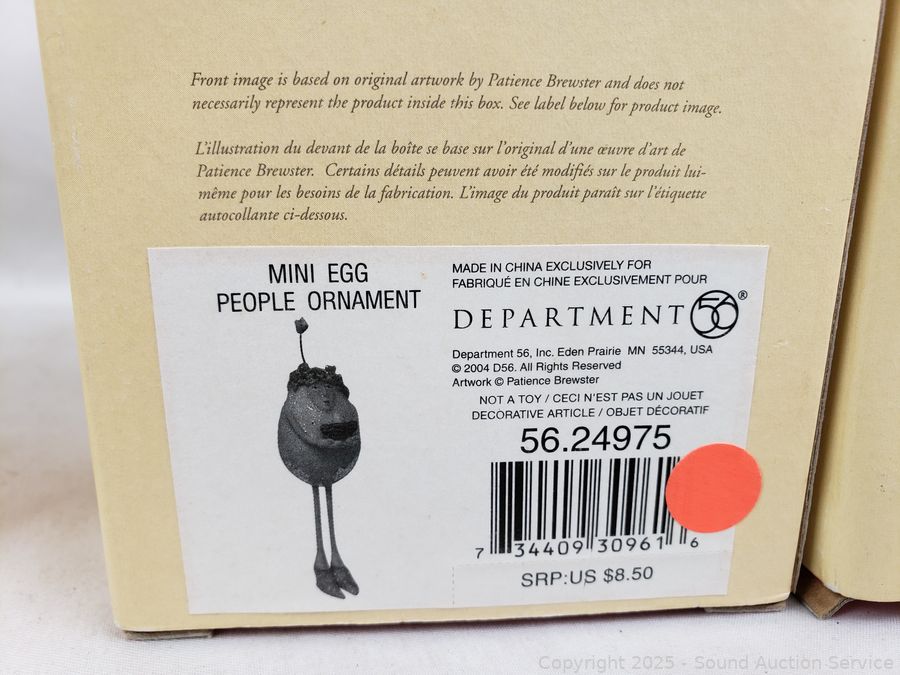 Front image is based on original artwork by Patience Brewster and does not
necessarily represent the product inside this box. See label below for product image.
L'illustration du devant de la boîte se base sur l'original d'une œuvre d'art de
Patience Brewster. Certains détails peuvent avoir été modifiés sur le produit lui-
même pour les besoins de la fabrication. L'image du produit paraît sur l'étiquette
autocollante ci-dessous.
MINI EGG
PEOPLE ORNAMENT
MADE IN CHINA EXCLUSIVELY FOR
FABRIQUÉ EN CHINE EXCLUSIVEMENT POUR
DEPARTMENT 56®
Department 56, Inc. Eden Prairie MN 55344, USA
© 2004 D56. All Rights Reserved
Artwork © Patience Brewster
NOT A TOY / CECI N'EST PAS UN JOUET
DECORATIVE ARTICLE / OBJET DÉCORATIF
56.24975
7 34409 30961 6
SRP:US $8.50
Copyright 2025 - Sound Auction Service